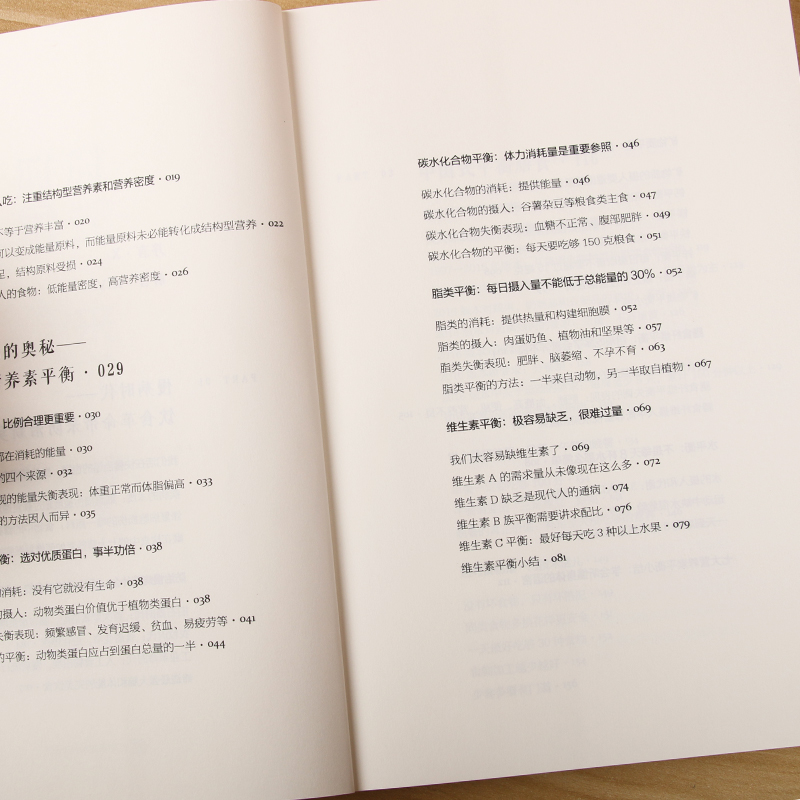 吃：注重结构型营养素和营养密度·019
不等于营养丰富·020
可以变成能量原料，而能量原料未必能转化成结构型营养·022
足，结构原料受损·024
人的食物：低能量密度，高营养密度·026
的奥秘——
养素平衡·029
比例合理更重要·030
都在消耗的能量·030
的四个来源·032
现的能量失衡表现：体重正常而体脂偏高·033
的方法因人而异·035
衡：选对优质蛋白，事半功倍·038
消耗：没有它就没有生命·038
的摄入：动物类蛋白价值优于植物类蛋白·038
失衡表现：频繁感冒、发育迟缓、贫血、易疲劳等·041
的平衡：动物类蛋白应占到蛋白总量的一半·044
碳水化合物平衡：体力消耗量是重要参照·046
碳水化合物的消耗：提供能量·046
碳水化合物的摄入：谷薯杂豆等粮食类主食·047
碳水化合物失衡表现：血糖不正常、腹部肥胖·049
碳水化合物的平衡：每天要吃够150克粮食·051
脂类平衡：每日摄入量不能低于总能量的30%·052
脂类的消耗：提供热量和构建细胞膜·052
脂类的摄入：肉蛋奶鱼、植物油和坚果等·057
脂类失衡表现：肥胖、脑萎缩、不孕不育·063
脂类平衡的方法：一半来自动物，另一半取自植物·067
维生素平衡：极容易缺乏，很难过量·069
我们太容易缺维生素了·069
维生素A的需求量从未像现在这么多·072
维生素D缺乏是现代人的通病·074
维生素B族平衡需要讲求配比·076
维生素C平衡：最好每天吃3种以上水果·079
维生素平衡小结·081